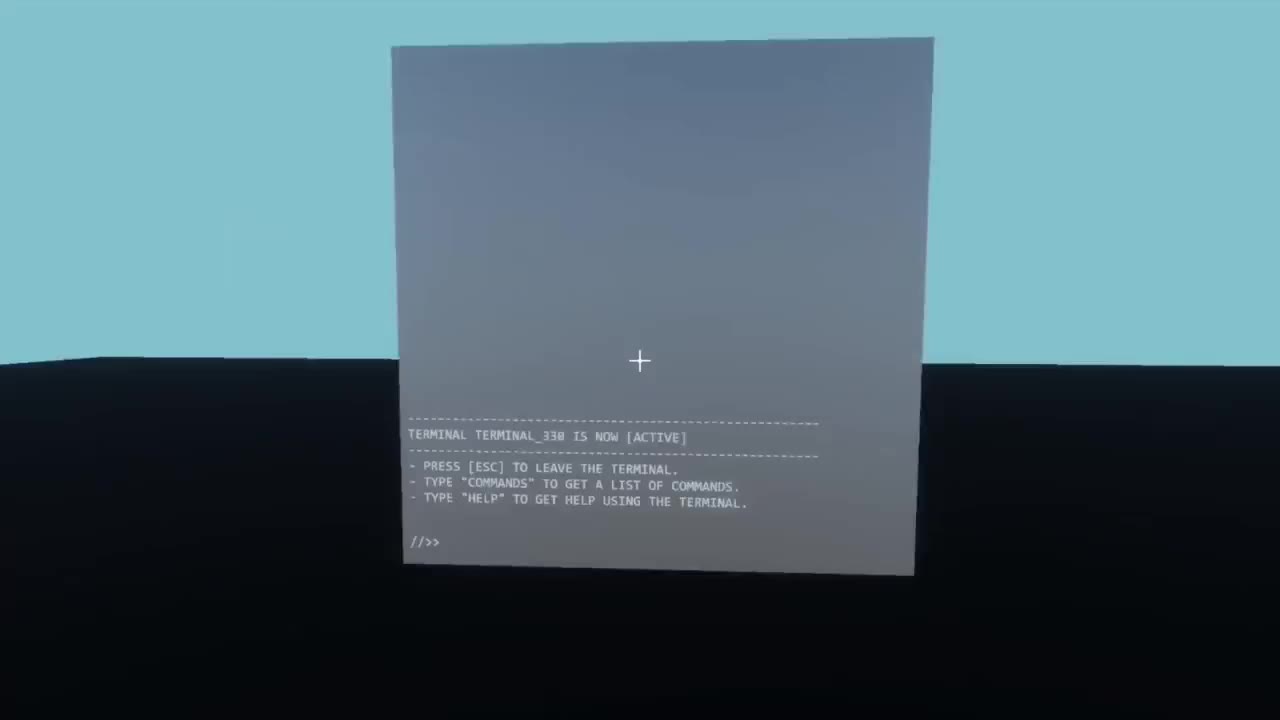 --------------------------------------------------------
TERMINAL TERMINAL_330 IS NOW [ACTIVE]
--------------------------------------------------------
- PRESS [ESC] TO LEAVE THE TERMINAL.
- TYPE "COMMANDS" TO GET A LIST OF COMMANDS.
- TYPE "HELP" TO GET HELP USING THE TERMINAL.
//>>